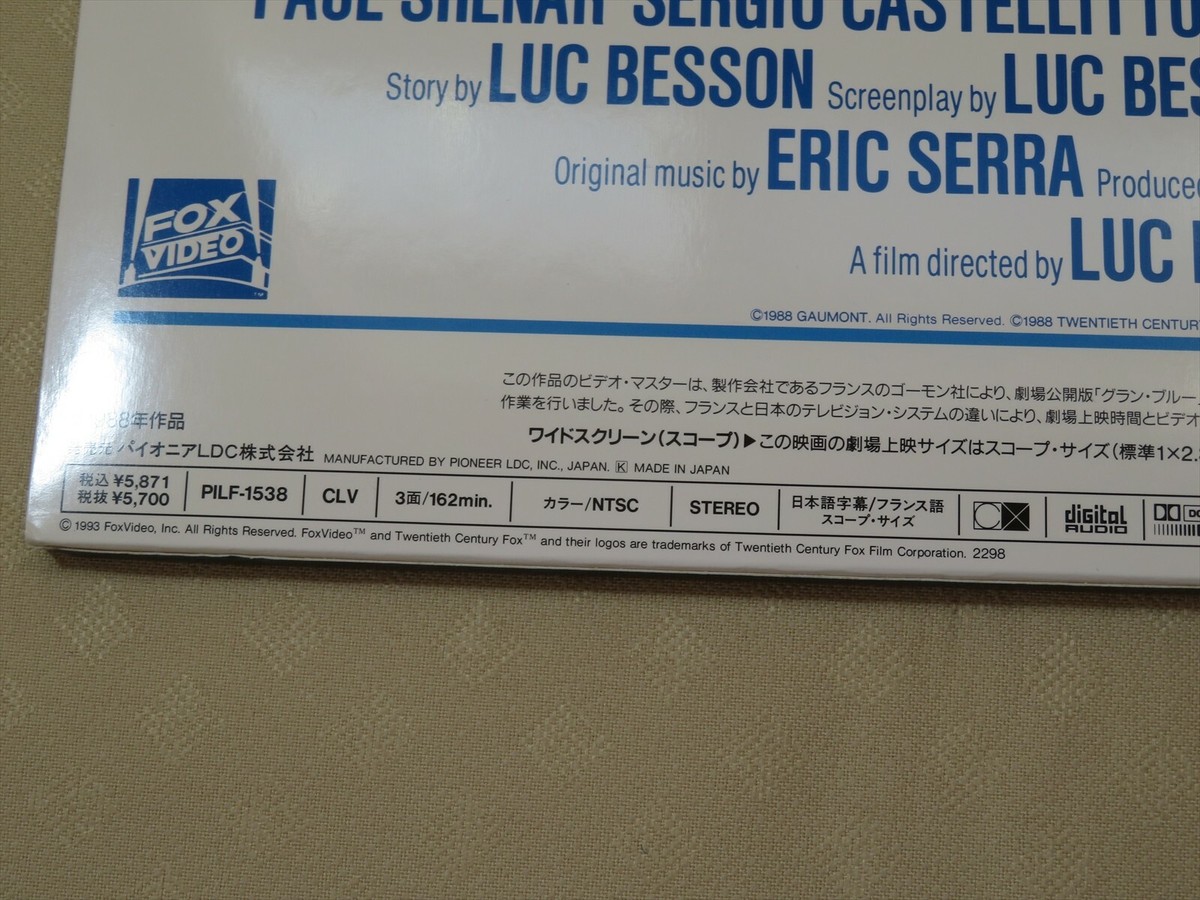 PAUL SHENAR SERGIO CASTELLITTO
Story by LUC BESSON Screenplay by LUC BES
Original music by ERIC SERRA Produced
A film directed by LUC
FOX
VIDEO
©1988 GAUMONT. All Rights Reserved. ©1988 TWENTIETH CENTURY
この作品のビデオ・マスターは、製作会社であるフランスのゴーモン社により、劇場公開版「グラン・ブルー」
作業を行いました。その際、フランスと日本のテレビジョン・システムの違いにより、劇場上映時間とビデオ
ワイドスクリーン(スコープ)▶この映画の劇場上映サイズはスコープ・サイズ(標準1×2.
88年作品
発売元 パイオニアLDC株式会社 MANUFACTURED BY PIONEER LDC, INC., JAPAN. K MADE IN JAPAN
税込 ¥5,871
税抜 ¥5,700
PILF-1538
CLV
3面/162min.
カラー/NTSC
STEREO
日本語字幕/フランス語
スコープ・サイズ
digital
AUDIO
©1993 FoxVideo, Inc. All Rights Reserved. FoxVideo™ and Twentieth Century Fox™ and their logos are trademarks of Twentieth Century Fox Film Corporation. 2298